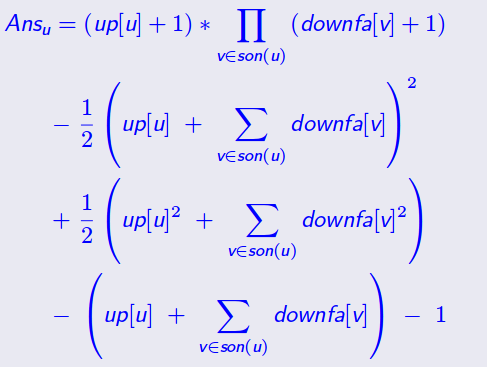 Ans_u = (up[u] + 1) * ∏_{v∈son(u)} (downfa[v] + 1)
− 1/2 (up[u] + ∑_{v∈son(u)} downfa[v])^2
+ 1/2 (up[u]^2 + ∑_{v∈son(u)} downfa[v]^2)
− (up[u] + ∑_{v∈son(u)} downfa[v]) − 1